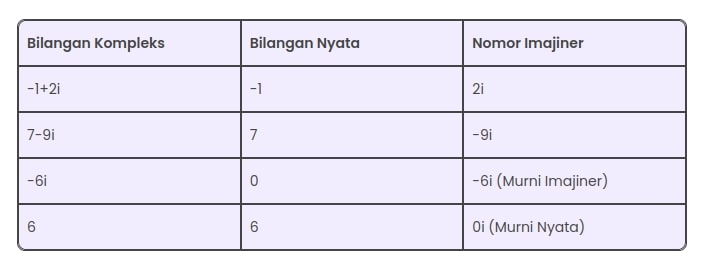 Bilangan Kompleks Bilangan Nyata Nomor Imajiner
-1+2i -1 2i
7-9i 7 -9i
-6i 0 -6i (Murni Imajiner)
6 6 0i (Murni Nyata)